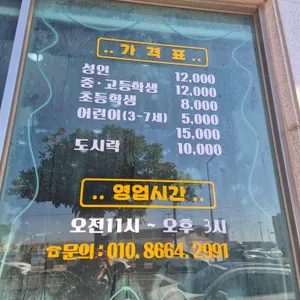 .. 가 격 표 ..
성인 12,000
중·고등학생 12,000
초등학생 8,000
어린이(3~7세) 5,000
15,000
도시락 10,000
.. 영업시간 ..
오전11시 ~ 오후 3시
☎문의 : 010. 8664. 2991